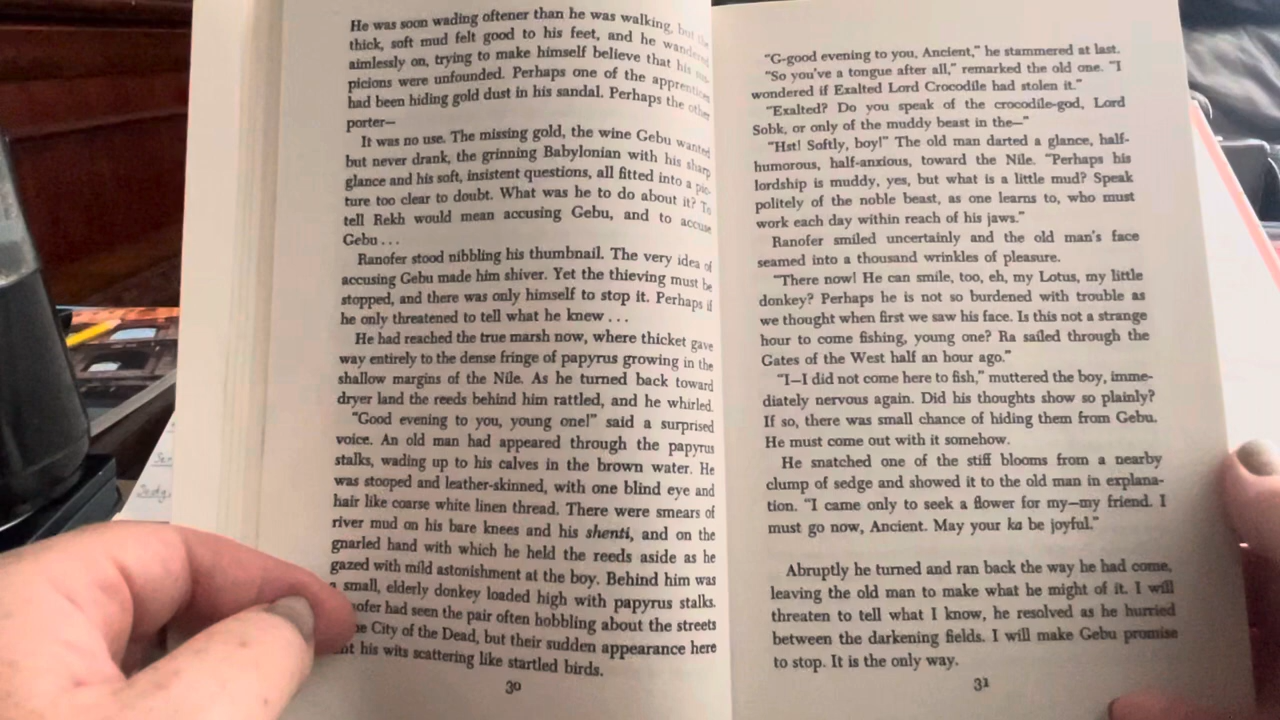 He was soon wading oftener than he was walking, but the
thick, soft mud felt good to his feet, and he wandered
aimlessly on, trying to make himself believe that his sus-
picions were unfounded. Perhaps one of the apprentices
had been hiding gold dust in his sandal. Perhaps the other
porter—
It was no use. The missing gold, the wine Gebu wanted
but never drank, the grinning Babylonian with his sharp
glance and his soft, insistent questions, all fitted into a pic-
ture too clear to doubt. What was he to do about it? To
tell Rekh would mean accusing Gebu, and to accuse
Gebu . . .
Ranofer stood nibbling his thumbnail. The very idea of
accusing Gebu made him shiver. Yet the thieving must be
stopped, and there was only himself to stop it. Perhaps if
he only threatened to tell what he knew . . .
He had reached the true marsh now, where thicket gave
way entirely to the dense fringe of papyrus growing in the
shallow margins of the Nile. As he turned back toward
dryer land the reeds behind him rattled, and he whirled.
"Good evening to you, young one!" said a surprised
voice. An old man had appeared through the papyrus
stalks, wading up to his calves in the brown water. He
was stooped and leather-skinned, with one blind eye and
hair like coarse white linen thread. There were smears of
river mud on his bare knees and his shenti, and on the
gnarled hand with which he held the reeds aside as he
gazed with mild astonishment at the boy. Behind him was
a small, elderly donkey loaded high with papyrus stalks.
nofer had seen the pair often hobbling about the streets
he City of the Dead, but their sudden appearance here
nt his wits scattering like startled birds.
30
"G-good evening to you, Ancient," he stammered at last.
"So you've a tongue after all," remarked the old one. "I
wondered if Exalted Lord Crocodile had stolen it."
"Exalted? Do you speak of the crocodile-god, Lord
Sobk, or only of the muddy beast in the—"
"Hst! Softly, boy!" The old man darted a glance, half-
humorous, half-anxious, toward the Nile. "Perhaps his
lordship is muddy, yes, but what is a little mud? Speak
politely of the noble beast, as one learns to, who must
work each day within reach of his jaws."
Ranofer smiled uncertainly and the old man's face
seamed into a thousand wrinkles of pleasure.
"There now! He can smile, too, eh, my Lotus, my little
donkey? Perhaps he is not so burdened with trouble as
we thought when first we saw his face. Is this not a strange
hour to come fishing, young one? Ra sailed through the
Gates of the West half an hour ago."
"I—I did not come here to fish," muttered the boy, imme-
diately nervous again. Did his thoughts show so plainly?
If so, there was small chance of hiding them from Gebu.
He must come out with it somehow.
He snatched one of the stiff blooms from a nearby
clump of sedge and showed it to the old man in explana-
tion. "I came only to seek a flower for my—my friend. I
must go now, Ancient. May your ka be joyful."
Abruptly he turned and ran back the way he had come,
leaving the old man to make what he might of it. I will
threaten to tell what I know, he resolved as he hurried
between the darkening fields. I will make Gebu promise
to stop. It is the only way.
31